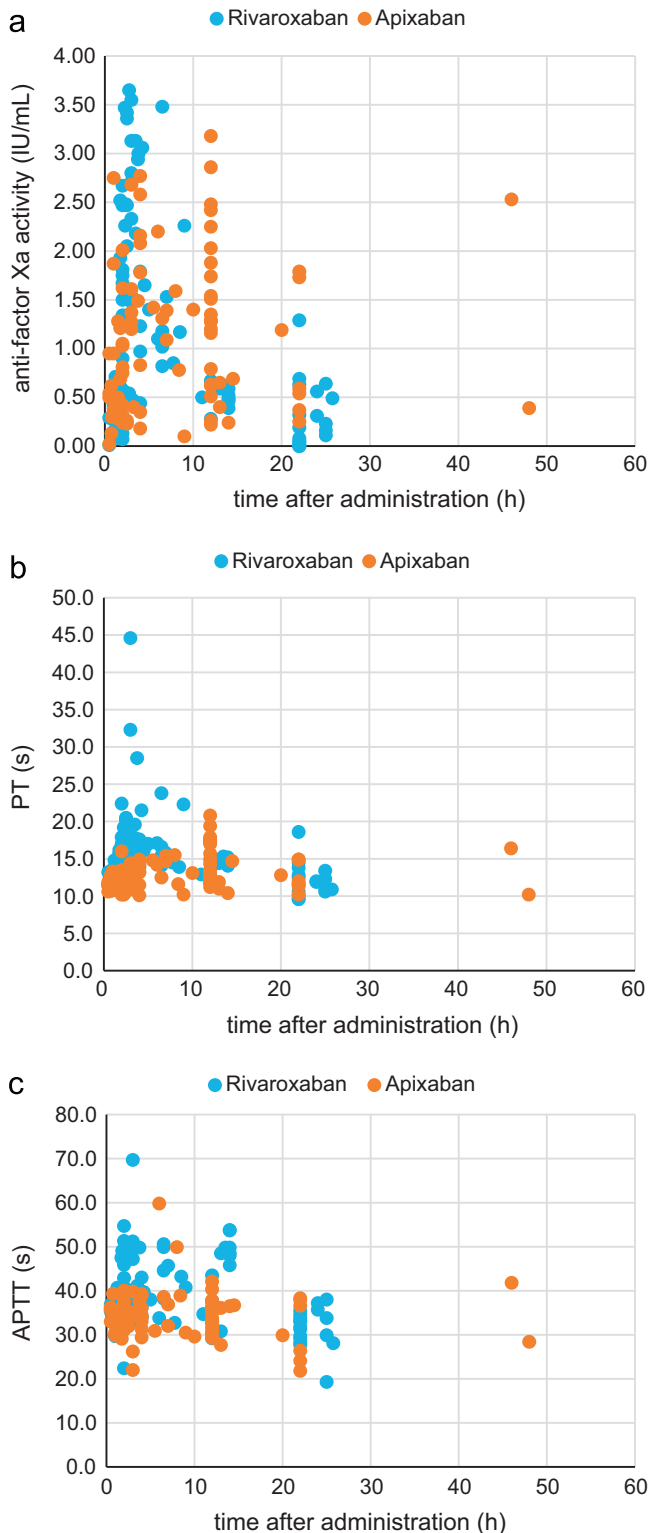 a
Rivaroxaban Apixaban
4.00
3.50
3.00
2.50
2.00
1.50
1.00
0.50
0.00
anti-factor Xa activity (IU/mL)
0 10 20 30 40 50 60
time after administration (h)
b
Rivaroxaban Apixaban
50.0
45.0
40.0
35.0
30.0
25.0
20.0
15.0
10.0
5.0
0.0
PT (s)
0 10 20 30 40 50 60
time after administration (h)
c
Rivaroxaban Apixaban
80.0
70.0
60.0
50.0
40.0
30.0
20.0
10.0
0.0
APTT (s)
0 10 20 30 40 50 60
time after administration (h)